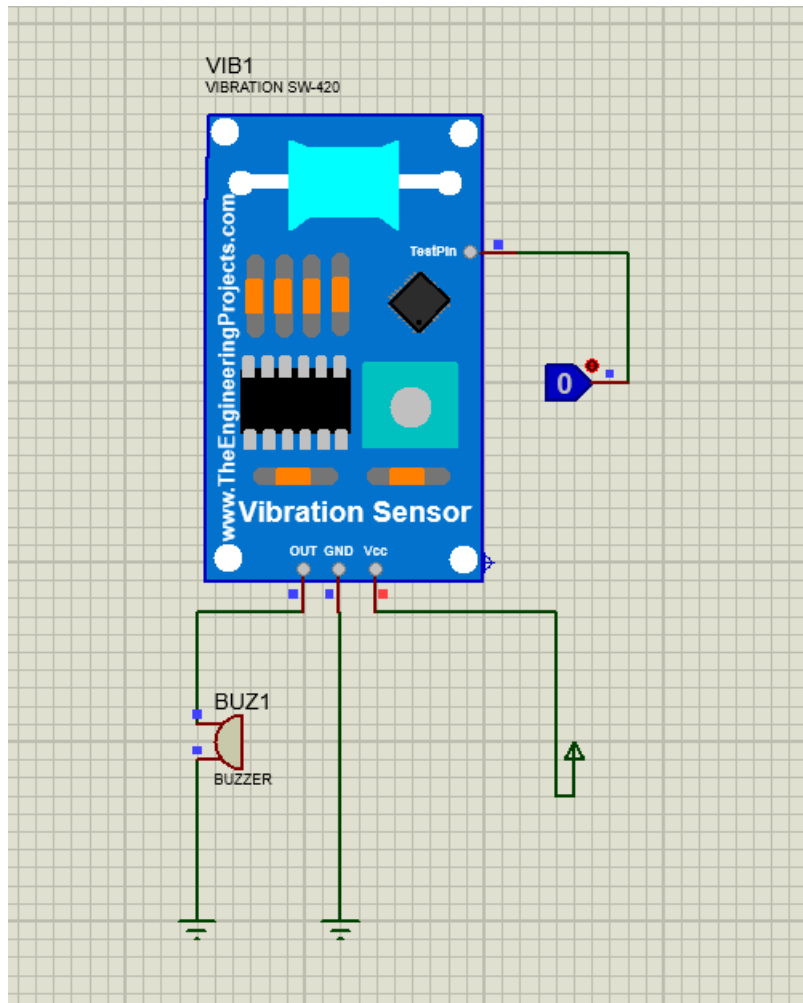 VIB1
VIBRATION SW-420
www.TheEngineeringProjects.com
TestPin
0
Vibration Sensor
OUT GND Vcc
BUZ1
BUZZER